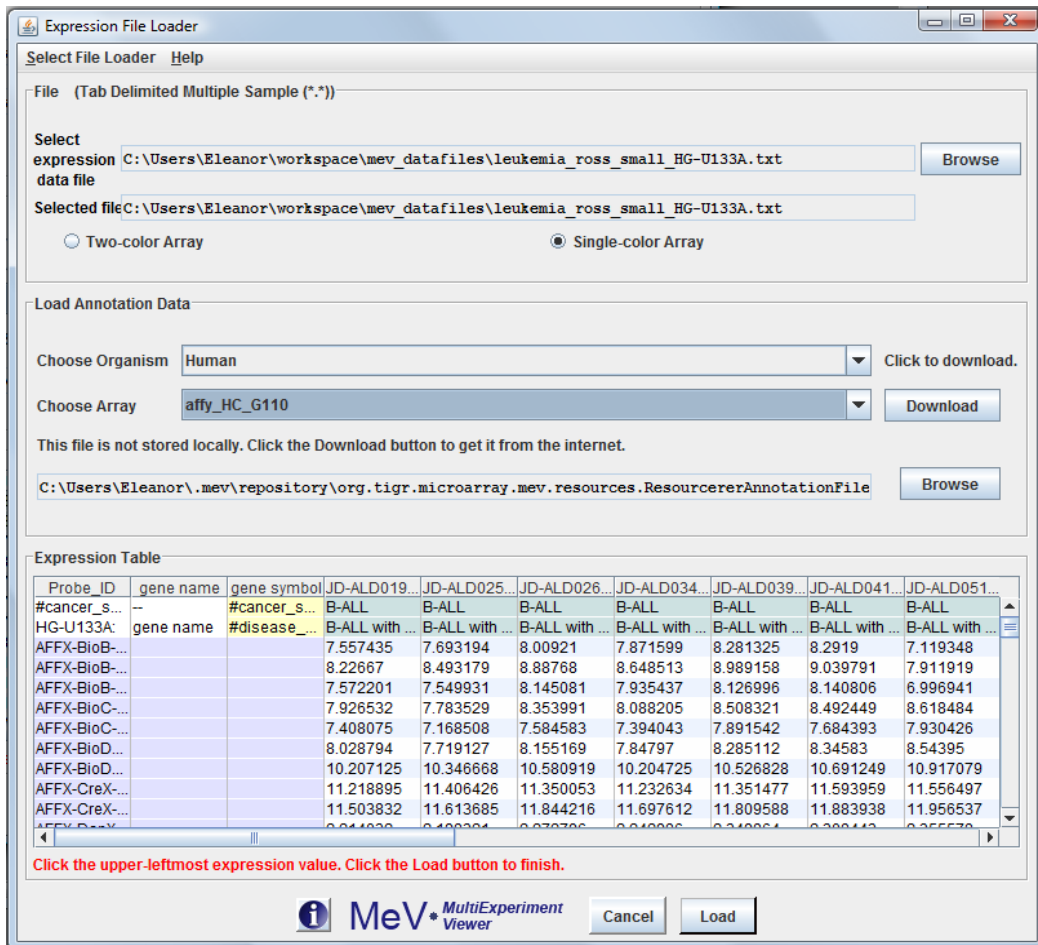 Expression File Loader
Select File Loader Help
File (Tab Delimited Multiple Sample (*.*))
Select
expression C:\Users\Eleanor\workspace\mev_datafiles\leukemia_ross_small_HG-U133A.txt Browse
data file
Selected file C:\Users\Eleanor\workspace\mev_datafiles\leukemia_ross_small_HG-U133A.txt
Two-color Array Single-color Array
Load Annotation Data
Choose Organism Human Click to download.
Choose Array affy_HC_G110 Download
This file is not stored locally. Click the Download button to get it from the internet.
C:\Users\Eleanor\.mev\repository\org.tigr.microarray.mev.resources.ResourcererAnnotationFile Browse
Expression Table
Probe_ID gene name gene symbol JD-ALD019... JD-ALD025... JD-ALD026... JD-ALD034... JD-ALD039... JD-ALD041... JD-ALD051...
#cancer_s... -- #cancer_s... B-ALL B-ALL B-ALL B-ALL B-ALL B-ALL B-ALL
HG-U133A: gene name #disease_... B-ALL with ... B-ALL with ... B-ALL with ... B-ALL with ... B-ALL with ... B-ALL with ... B-ALL with ...
AFFX-BioB-... 7.557435 7.693194 8.00921 7.871599 8.281325 8.2919 7.119348
AFFX-BioB-... 8.22667 8.493179 8.88768 8.648513 8.989158 9.039791 7.911919
AFFX-BioB-... 7.572201 7.549931 8.145081 7.935437 8.126996 8.140806 6.996941
AFFX-BioC-... 7.926532 7.783529 8.353991 8.088205 8.508321 8.492449 8.618484
AFFX-BioC-... 7.408075 7.168508 7.584583 7.394043 7.891542 7.684393 7.930426
AFFX-BioD... 8.028794 7.719127 8.155169 7.84797 8.285112 8.34583 8.54395
AFFX-BioD... 10.207125 10.346668 10.580919 10.204725 10.526828 10.691249 10.917079
AFFX-CreX-... 11.218895 11.406426 11.350053 11.232634 11.351477 11.593959 11.556497
AFFX-CreX-... 11.503832 11.613685 11.844216 11.697612 11.809588 11.883938 11.956537
Click the upper-leftmost expression value. Click the Load button to finish.
MeV MultiExperiment Viewer Cancel Load